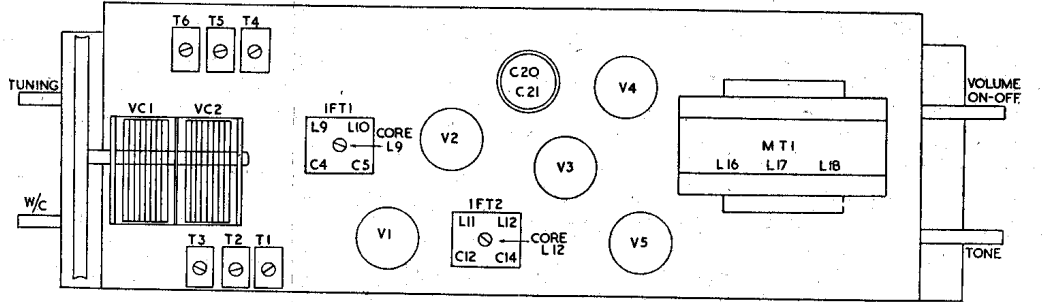 T6 T5 T4
TUNING
VC1 VC2
IFT1
L9 L10
CORE
L9
C4 C5
V2
C20
C21
V4
V3
MT1
L16 L17 L18
VOLUME
ON-OFF
W/C
T3 T2 T1
V1
IFT2
L11 L12
CORE
L12
C12 C14
V5
TONE